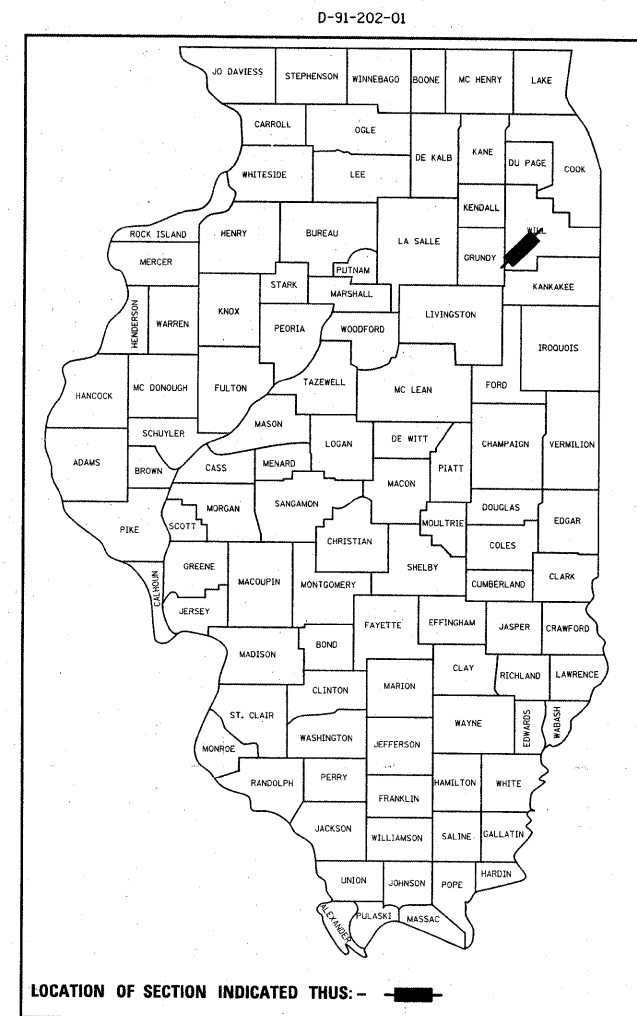 D-91-202-01
JO DAVIESS STEPHENSON WINNEBAGO BOONE MC HENRY LAKE
CARROLL OGLE DE KALB KANE DU PAGE COOK
WHITESIDE LEE
KENDALL
ROCK ISLAND HENRY BUREAU LA SALLE GRUNDY WILL
MERCER PUTNAM
STARK MARSHALL KANKAKEE
HENDERSON WARREN KNOX PEORIA WOODFORD LIVINGSTON IROQUOIS
HANCOCK MC DONOUGH FULTON TAZEWELL MC LEAN FORD
SCHUYLER MASON LOGAN DE WITT CHAMPAIGN VERMILION
ADAMS BROWN CASS MENARD MACON PIATT
PIKE SCOTT MORGAN SANGAMON MOULTRIE DOUGLAS EDGAR
CHRISTIAN COLES
CALHOUN GREENE MACOUPIN MONTGOMERY SHELBY CUMBERLAND CLARK
JERSEY
MADISON BOND FAYETTE EFFINGHAM JASPER CRAWFORD
CLAY RICHLAND LAWRENCE
CLINTON MARION
ST. CLAIR WAYNE EDWARDS WABASH
MONROE WASHINGTON JEFFERSON
RANDOLPH PERRY HAMILTON WHITE
FRANKLIN
JACKSON WILLIAMSON SALINE GALLATIN
UNION JOHNSON POPE HARDIN
ALEXANDER PULASKI MASSAC
LOCATION OF SECTION INDICATED THUS: -